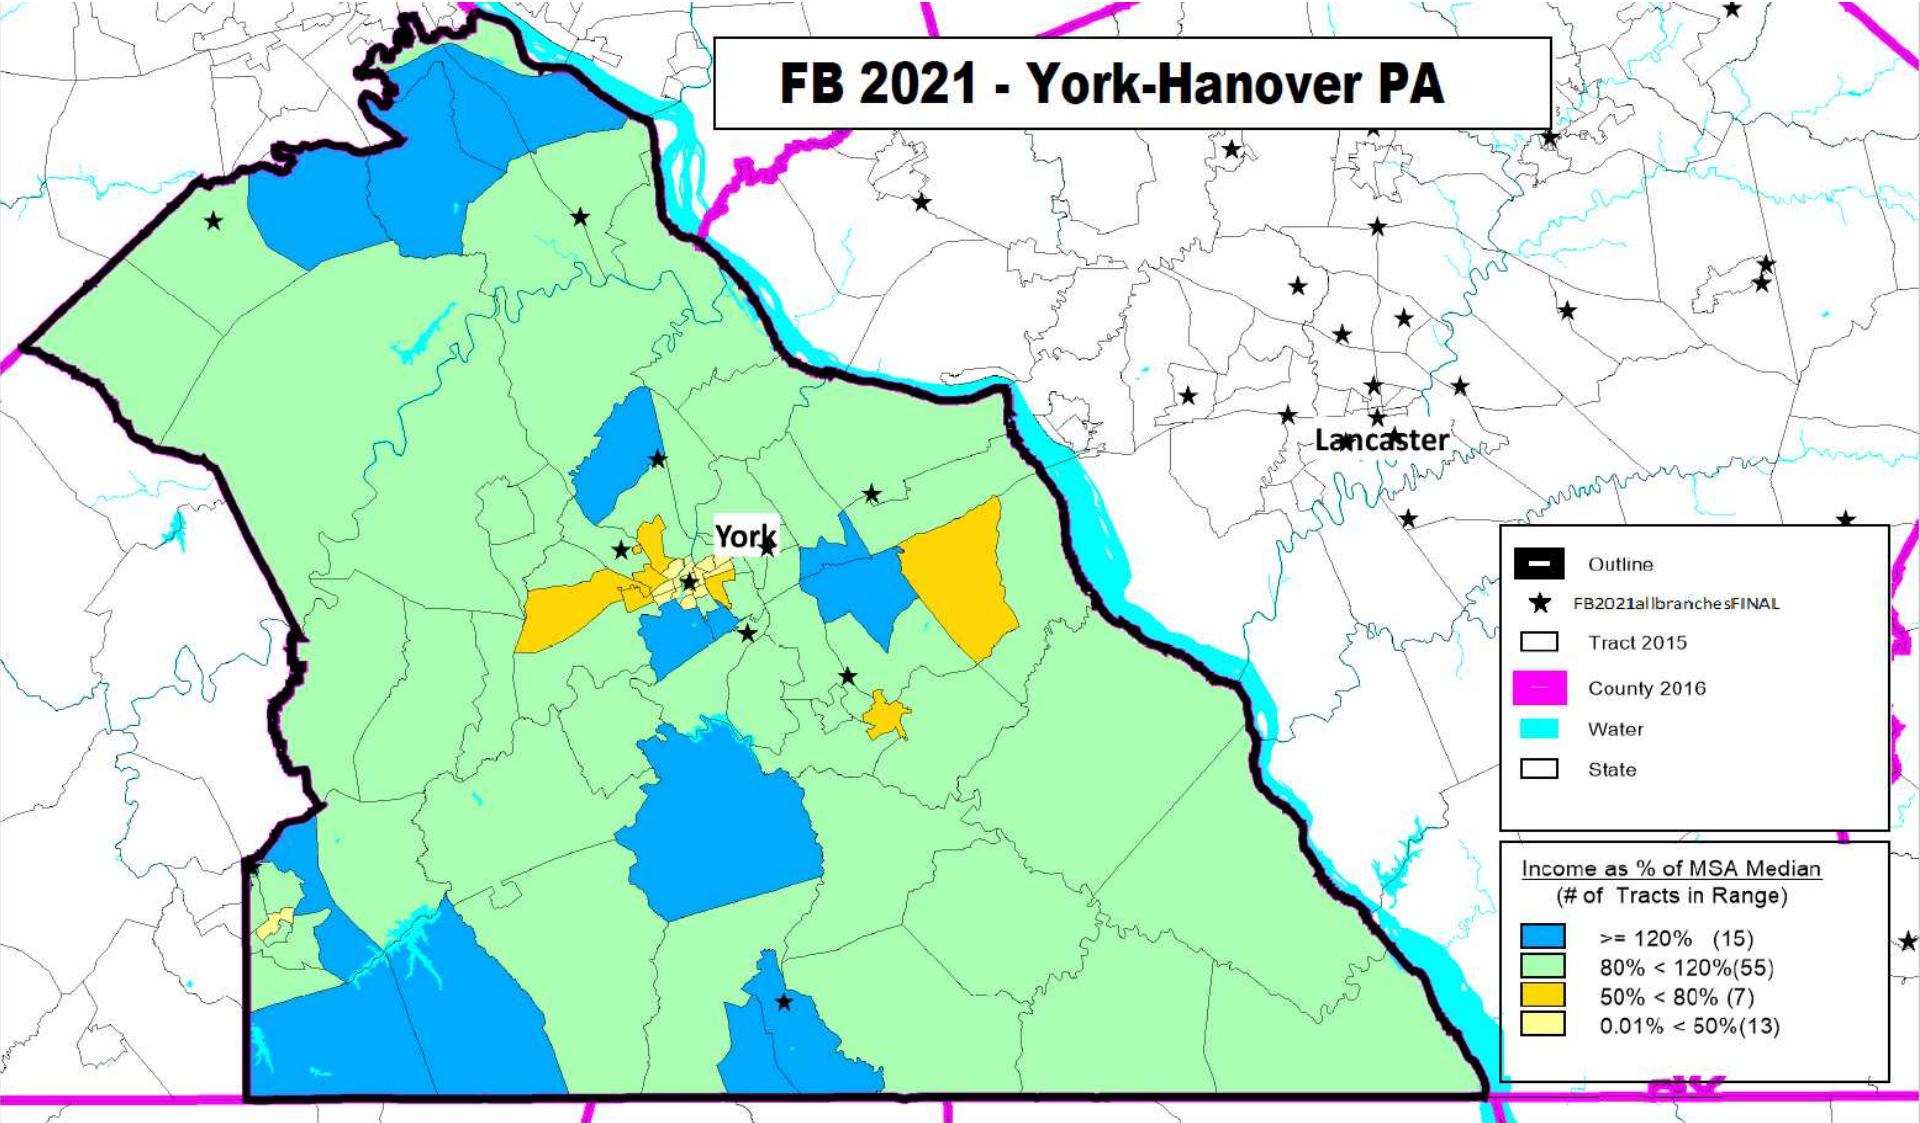 FB 2021 - York-Hanover PA
Lancaster
York
Outline
FB2021allbranchesFINAL
Tract 2015
County 2016
Water
State
Income as % of MSA Median
(# of Tracts in Range)
>= 120% (15)
80% < 120%(55)
50% < 80% (7)
0.01% < 50%(13)